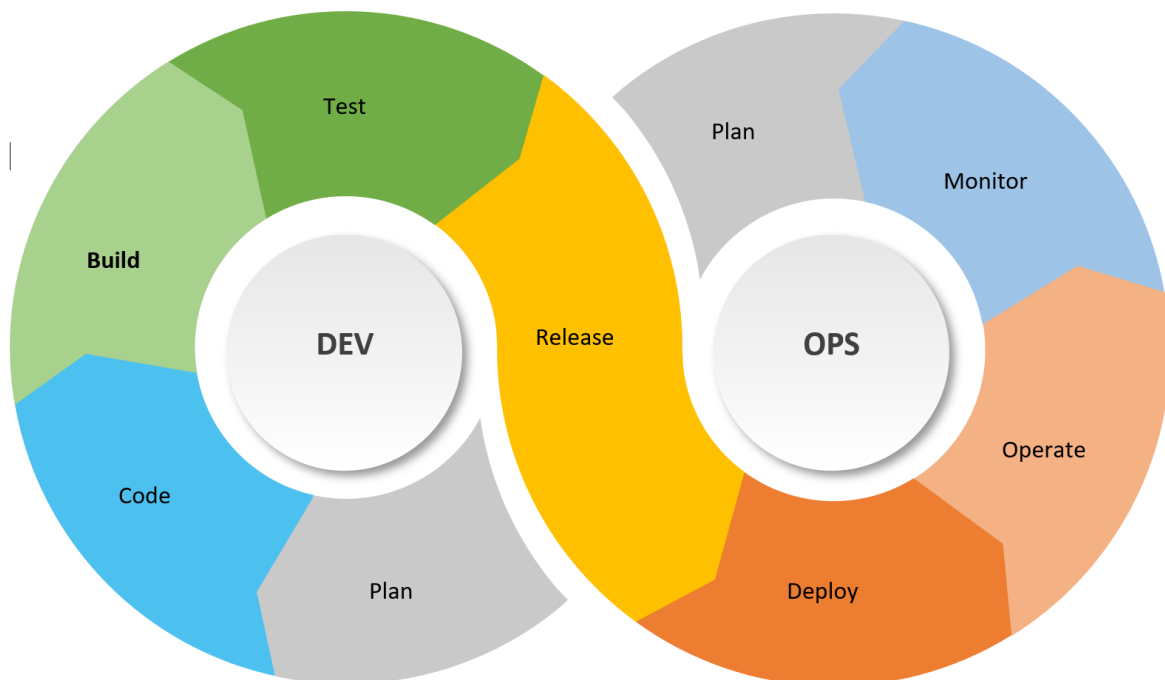 Test
Plan
Monitor
Build
DEV
Release
OPS
Operate
Code
Plan
Deploy